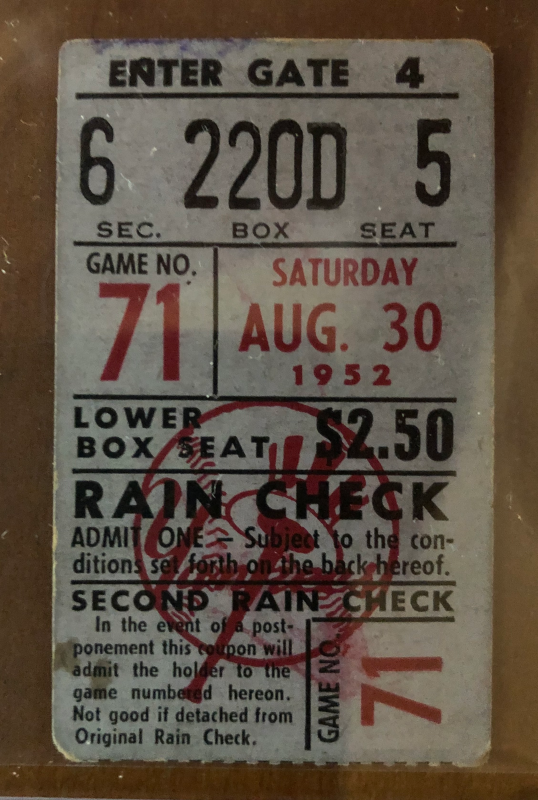 ENTER GATE 4
6 220D 5
SEC. BOX SEAT
GAME NO.
71
SATURDAY
AUG. 30
1952
LOWER
BOX SEAT $2.50
RAIN CHECK
ADMIT ONE — Subject to the con-
ditions set forth on the back hereof.
SECOND RAIN CHECK
In the event of a post-
ponement this coupon will
admit the holder to the
game numbered hereon.
Not good if detached from
Original Rain Check.
GAME NO.
71